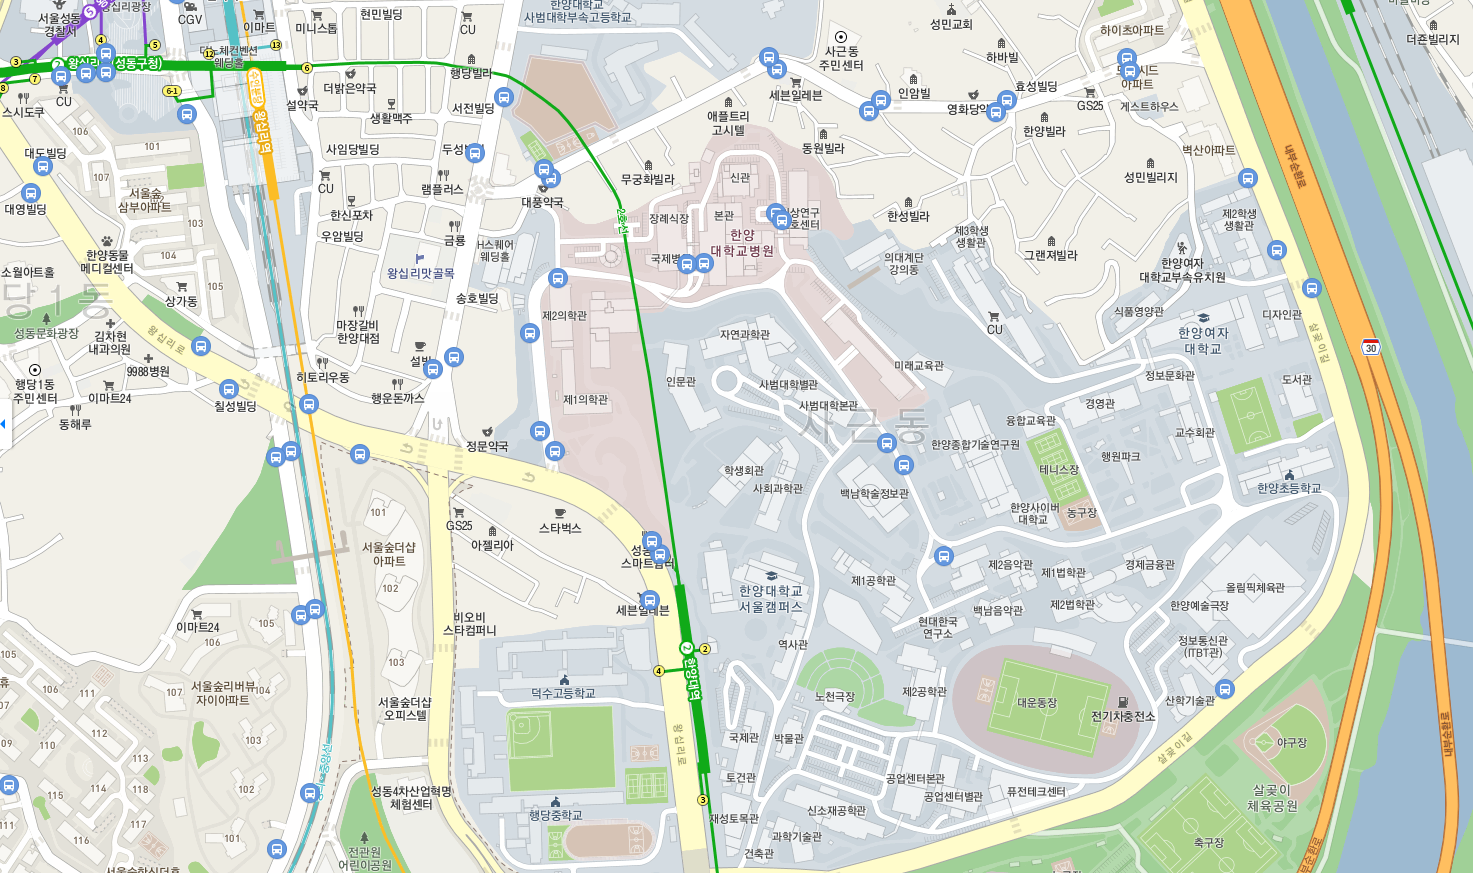 서울성동
경찰서
왕십리광장
CGV
이마트
미니스톱
현민빌딩
CU
한양대학교
사범대학부속고등학교
성민교회
사근동
주민센터
하이츠아파트
하바빌
더존빌리지
행당빌라
더밝은약국
설약국
생활맥주
서전빌딩
세븐일레븐
인암빌
영화당약국
효성빌딩
GS25
게스트하우스
스시도쿠
CU
106
101
107
103
104
105
대도빌딩
서울숲
삼부아파트
대영빌딩
사임당빌딩
램플러스
CU
한신포차
우암빌딩
금룡
애플트리
고시텔
동원빌라
한양빌라
벽산아파트
성민빌리지
무궁화빌라
대풍약국
2호선
신관
본관
장례식장
한양
대학교병원
한성빌라
제3학생
생활관
그랜져빌라
제2학생
생활관
한양여자
대학교부속유치원
내부순환로
한양동물
메디컬센터
소월아트홀
당1동
상가동
성동문화광장
김차현
내과의원
9988병원
왕십리로
왕십리맛골목
H스퀘어
웨딩홀
송호빌딩
마장갈비
한양대점
히토리우동
행운돈까스
제2의학관
제1의학관
의대계단
강의동
CU
식품영양관
한양여자
대학교
디자인관
살곶이길
30
행당1동
주민센터
이마트24
동해루
칠성빌딩
정문약국
인문관
자연과학관
사범대학별관
사범대학본관
미래교육관
사근동
학생회관
사회과학관
백남학술정보관
한양종합기술연구원
융합교육관
경영관
정보문화관
도서관
교수회관
테니스장
행원파크
한양사이버
대학교
농구장
한양초등학교
GS25
아젤리아
스타벅스
101
서울숲더샵
아파트
102
103
서울숲더샵
오피스텔
세븐일레븐
비오비
스타컴퍼니
한양대학교
서울캠퍼스
제1공학관
제2음악관
제1법학관
경제금융관
백남음악관
제2법학관
현대한국
연구소
올림픽체육관
한양예술극장
정보통신관
(ITBT관)
산학기술관
역사관
노천극장
제2공학관
대운동장
전기차충전소
이마트24
105
106
105
107
108
109
110
112
113
114
118
115
117
111
116
104
103
102
101
서울숲리버뷰
자이아파트
덕수고등학교
행당중학교
한양대역
왕십리로
국제관
박물관
토건관
재성토목관
건축관
과학기술관
신소재공학관
공업센터본관
공업센터별관
퓨전테크센터
살곶이길
야구장
살곶이
체육공원
축구장
내부순환로
성동4차산업혁명
체험센터
전관원
어린이공원